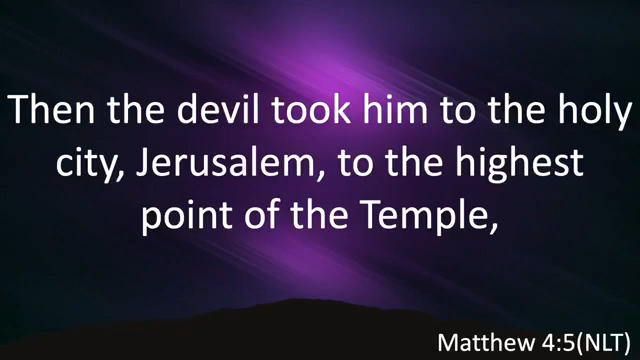 Then the devil took him to the holy
city, Jerusalem, to the highest
point of the Temple,
Matthew 4:5(NLT)